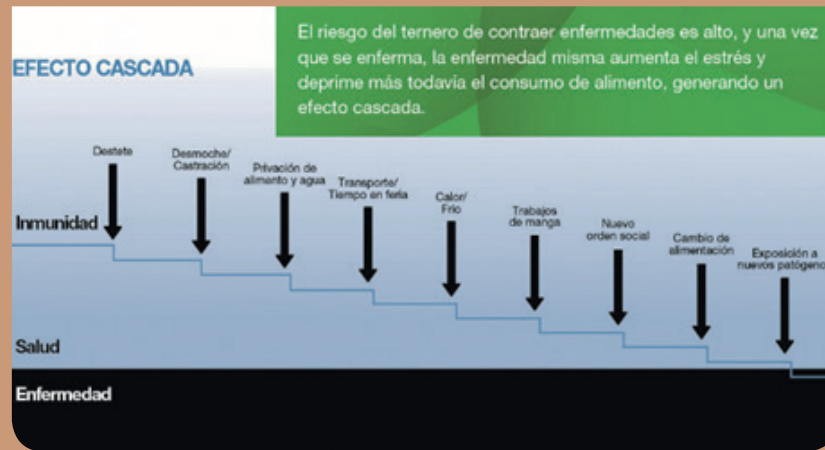 El riesgo del ternero de contraer enfermedades es alto, y una vez
que se enferma, la enfermedad misma aumenta el estrés y
deprime más todavía el consumo de alimento, generando un
efecto cascada.
EFECTO CASCADA
Destete
Desmoche/
Castración
Privación de
alimento y agua
Transporte/
Tiempo en feria
Calor/
Frío
Trabajos
de manga
Nuevo
orden social
Cambio de
alimentación
Exposición a
nuevos patógeno
Inmunidad
Salud
Enfermedad